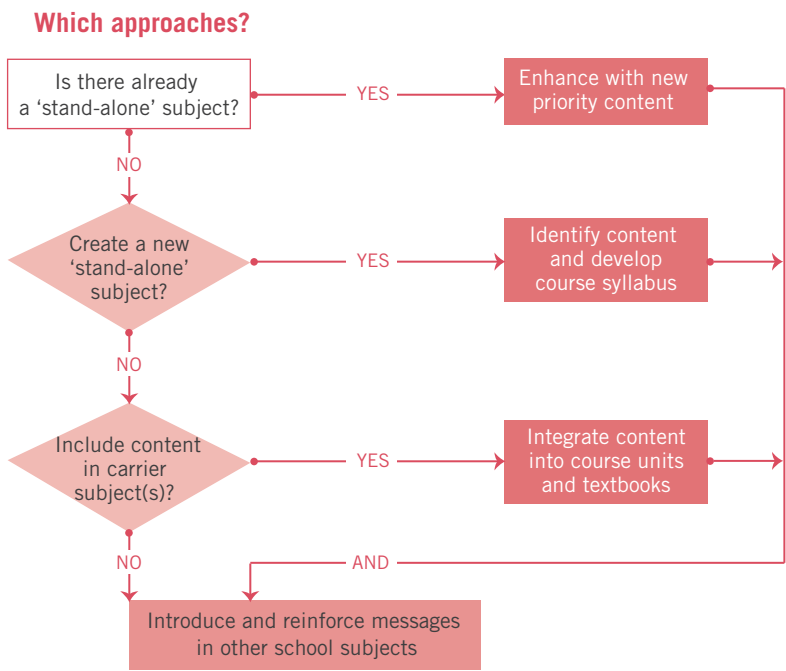 Which approaches?
Is there already
a ‘stand-alone’ subject?
YES
Enhance with new
priority content
NO
Create a new
‘stand-alone’
subject?
YES
Identify content
and develop
course syllabus
NO
Include content
in carrier
subject(s)?
YES
Integrate content
into course units
and textbooks
NO
AND
Introduce and reinforce messages
in other school subjects